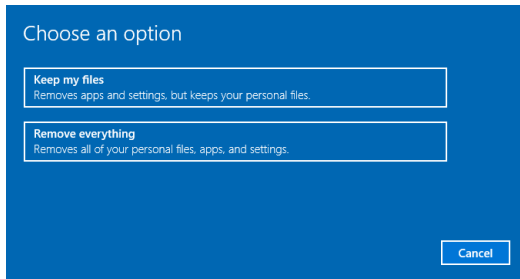 Choose an option
Keep my files
Removes apps and settings, but keeps your personal files.
Remove everything
Removes all of your personal files, apps, and settings.
Cancel